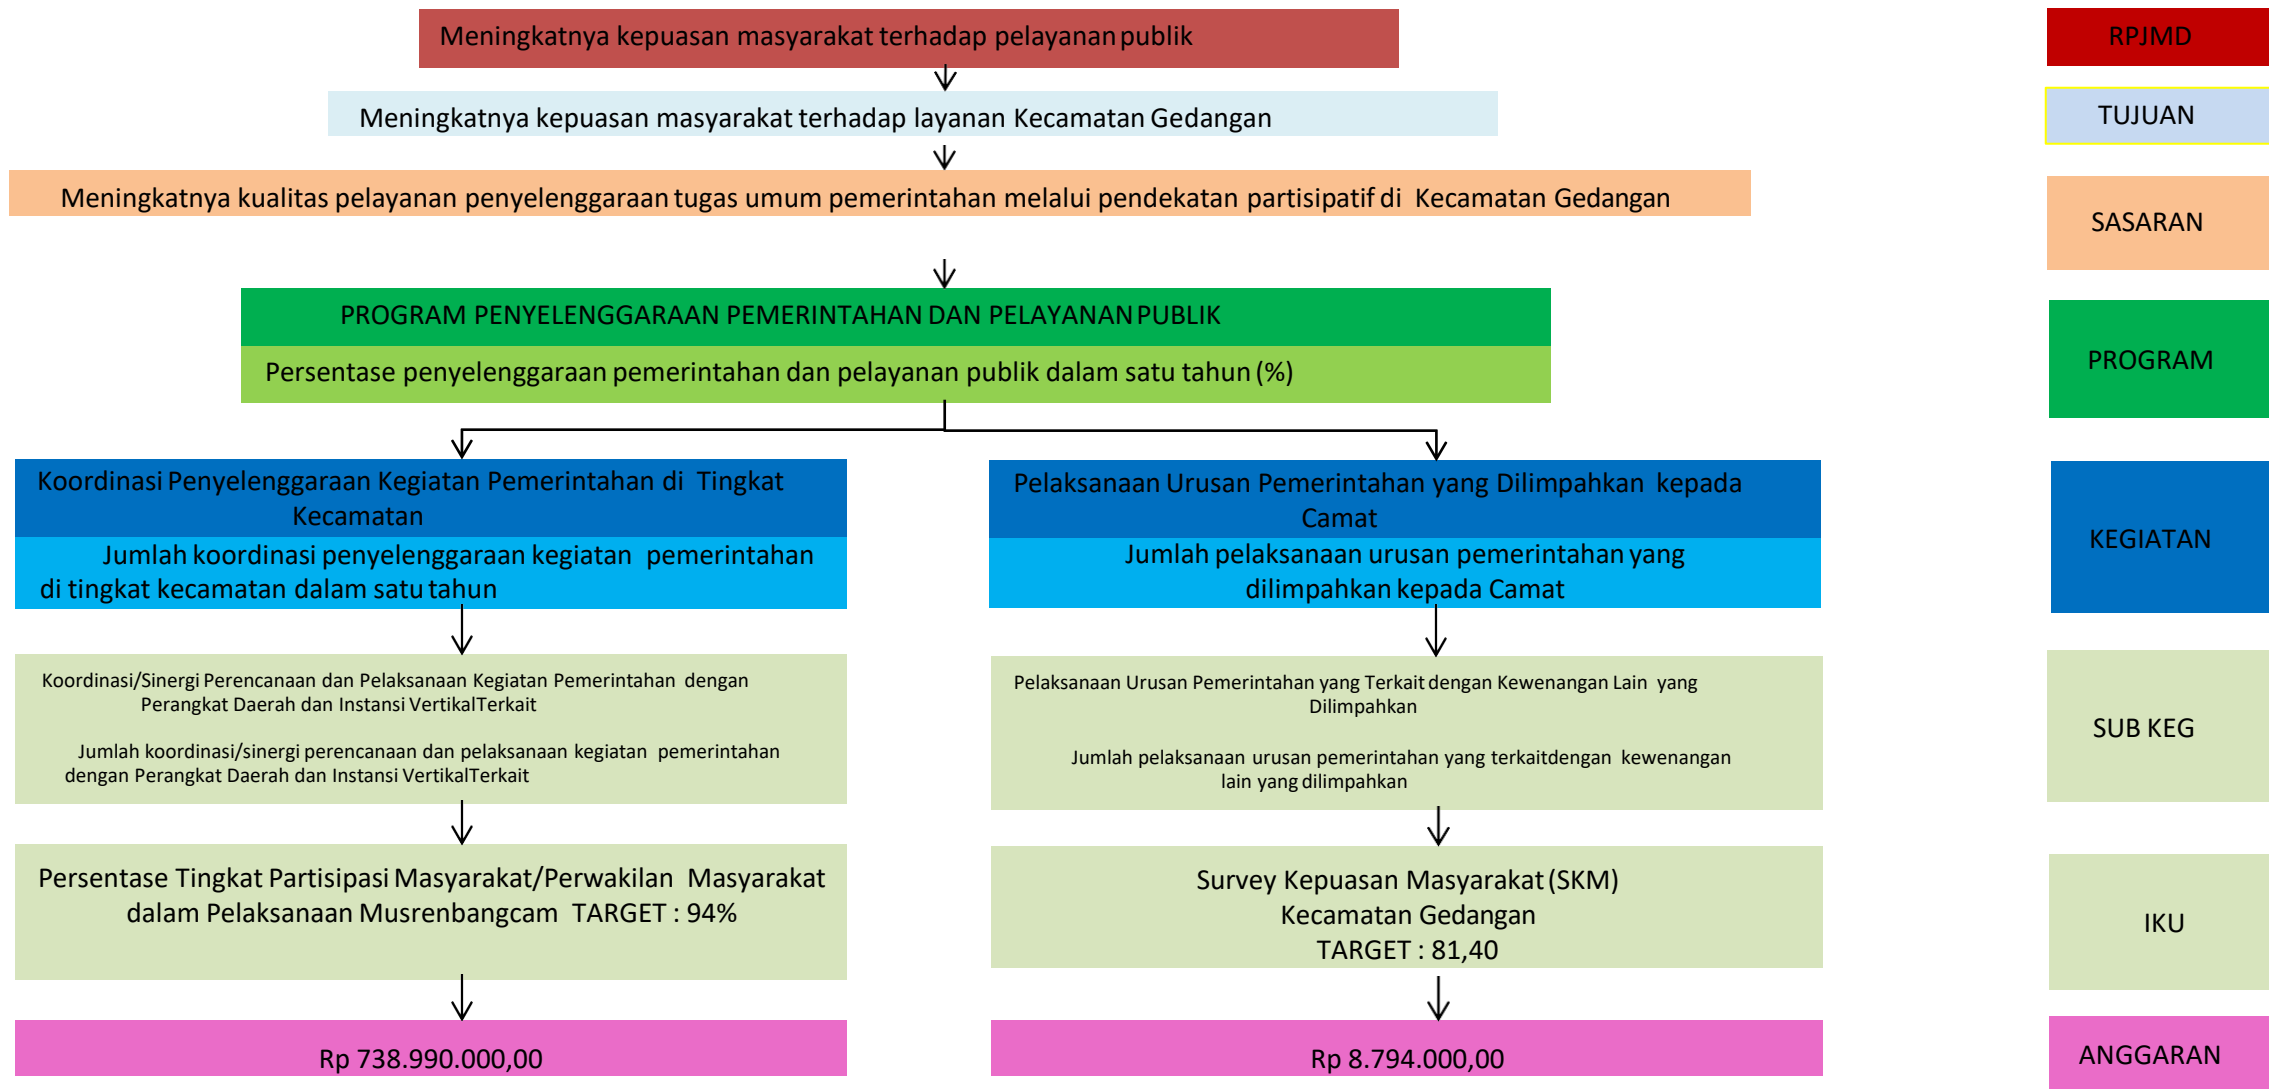 Meningkatnya kepuasan masyarakat terhadap pelayanan publik
RPJMD
Meningkatnya kepuasan masyarakat terhadap layanan Kecamatan Gedangan
TUJUAN
Meningkatnya kualitas pelayanan penyelenggaraan tugas umum pemerintahan melalui pendekatan partisipatif di Kecamatan Gedangan
SASARAN
PROGRAM PENYELENGGARAAN PEMERINTAHAN DAN PELAYANAN PUBLIK
Persentase penyelenggaraan pemerintahan dan pelayanan publik dalam satu tahun (%)
PROGRAM
Koordinasi Penyelenggaraan Kegiatan Pemerintahan di Tingkat
Kecamatan
Jumlah koordinasi penyelenggaraan kegiatan pemerintahan
di tingkat kecamatan dalam satu tahun
Pelaksanaan Urusan Pemerintahan yang Dilimpahkan kepada
Camat
Jumlah pelaksanaan urusan pemerintahan yang
dilimpahkan kepada Camat
KEGIATAN
Koordinasi/Sinergi Perencanaan dan Pelaksanaan Kegiatan Pemerintahan dengan
Perangkat Daerah dan Instansi VertikalTerkait
Jumlah koordinasi/sinergi perencanaan dan pelaksanaan kegiatan pemerintahan
dengan Perangkat Daerah dan Instansi VertikalTerkait
Pelaksanaan Urusan Pemerintahan yang Terkait dengan Kewenangan Lain yang
Dilimpahkan
Jumlah pelaksanaan urusan pemerintahan yang terkaitdengan kewenangan
lain yang dilimpahkan
SUB KEG
Persentase Tingkat Partisipasi Masyarakat/Perwakilan Masyarakat
dalam Pelaksanaan Musrenbangcam TARGET : 94%
Survey Kepuasan Masyarakat (SKM)
Kecamatan Gedangan
TARGET : 81,40
IKU
Rp 738.990.000,00
Rp 8.794.000,00
ANGGARAN